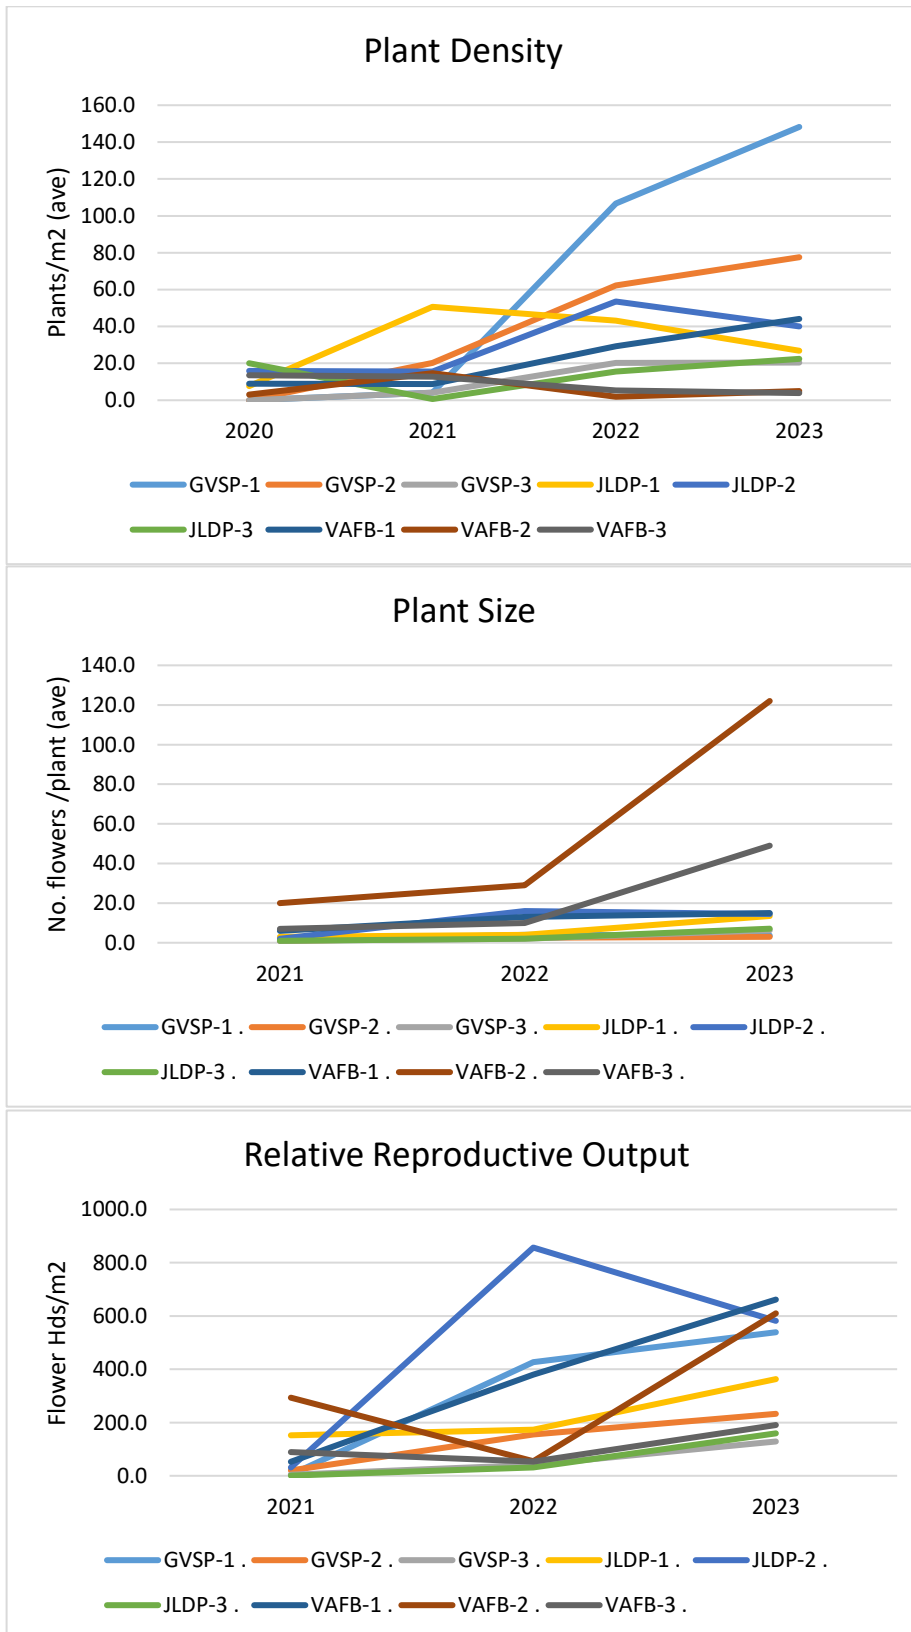 Plant Density
Plants/m2 (ave)
160.0
140.0
120.0
100.0
80.0
60.0
40.0
20.0
0.0
2020 2021 2022 2023
GVSP-1 GVSP-2 GVSP-3 JLDP-1 JLDP-2
JLDP-3 VAFB-1 VAFB-2 VAFB-3
Plant Size
No. flowers /plant (ave)
140.0
120.0
100.0
80.0
60.0
40.0
20.0
0.0
2021 2022 2023
GVSP-1 . GVSP-2 . GVSP-3 . JLDP-1 . JLDP-2 .
JLDP-3 . VAFB-1 . VAFB-2 . VAFB-3 .
Relative Reproductive Output
Flower Hds/m2
1000.0
800.0
600.0
400.0
200.0
0.0
2021 2022 2023
GVSP-1 . GVSP-2 . GVSP-3 . JLDP-1 . JLDP-2 .
JLDP-3 . VAFB-1 . VAFB-2 . VAFB-3 .